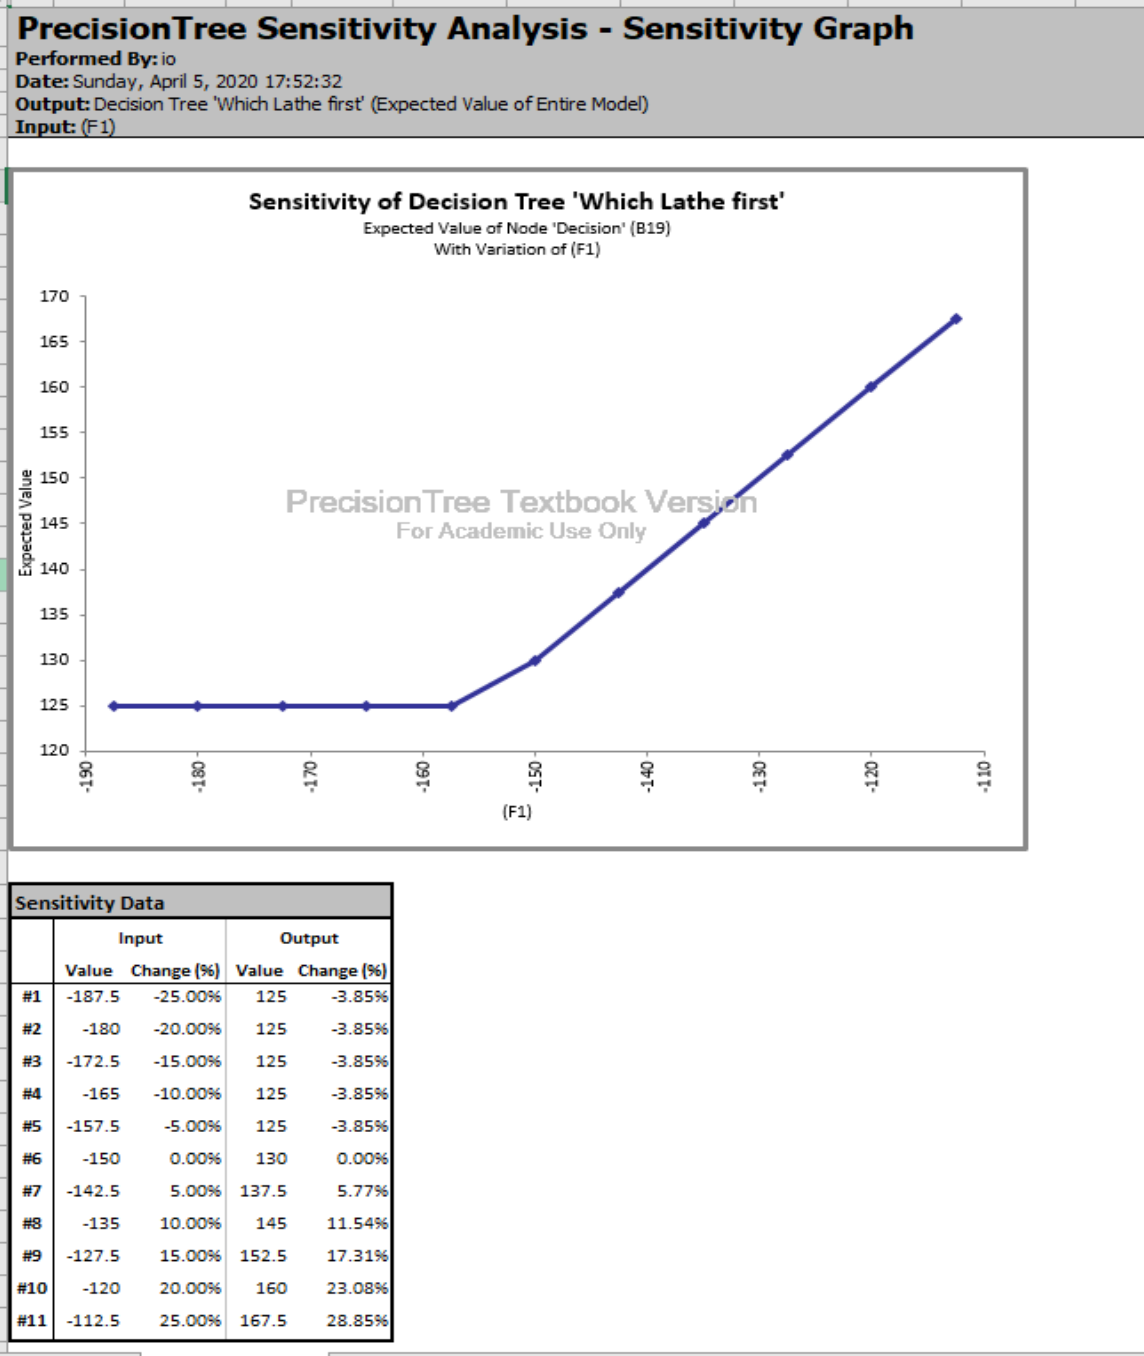 PrecisionTree Sensitivity Analysis - Sensitivity Graph
Performed By: io
Date: Sunday, April 5, 2020 17:52:32
Output: Decision Tree 'Which Lathe first' (Expected Value of Entire Model)
Input: (F1)
Sensitivity of Decision Tree 'Which Lathe first'
Expected Value of Node 'Decision' (B19)
With Variation of (F1)
170
165
160
155
150
145
140
135
130
125
120
Expected Value
PrecisionTree Textbook Version
For Academic Use Only
-190 -180 -170 -160 -150 -140 -130 -120 -110
(F1)
Sensitivity Data
Input Output
Value Change (%) Value Change (%)
#1 -187.5 -25.00% 125 -3.85%
#2 -180 -20.00% 125 -3.85%
#3 -172.5 -15.00% 125 -3.85%
#4 -165 -10.00% 125 -3.85%
#5 -157.5 -5.00% 125 -3.85%
#6 -150 0.00% 130 0.00%
#7 -142.5 5.00% 137.5 5.77%
#8 -135 10.00% 145 11.54%
#9 -127.5 15.00% 152.5 17.31%
#10 -120 20.00% 160 23.08%
#11 -112.5 25.00% 167.5 28.85%